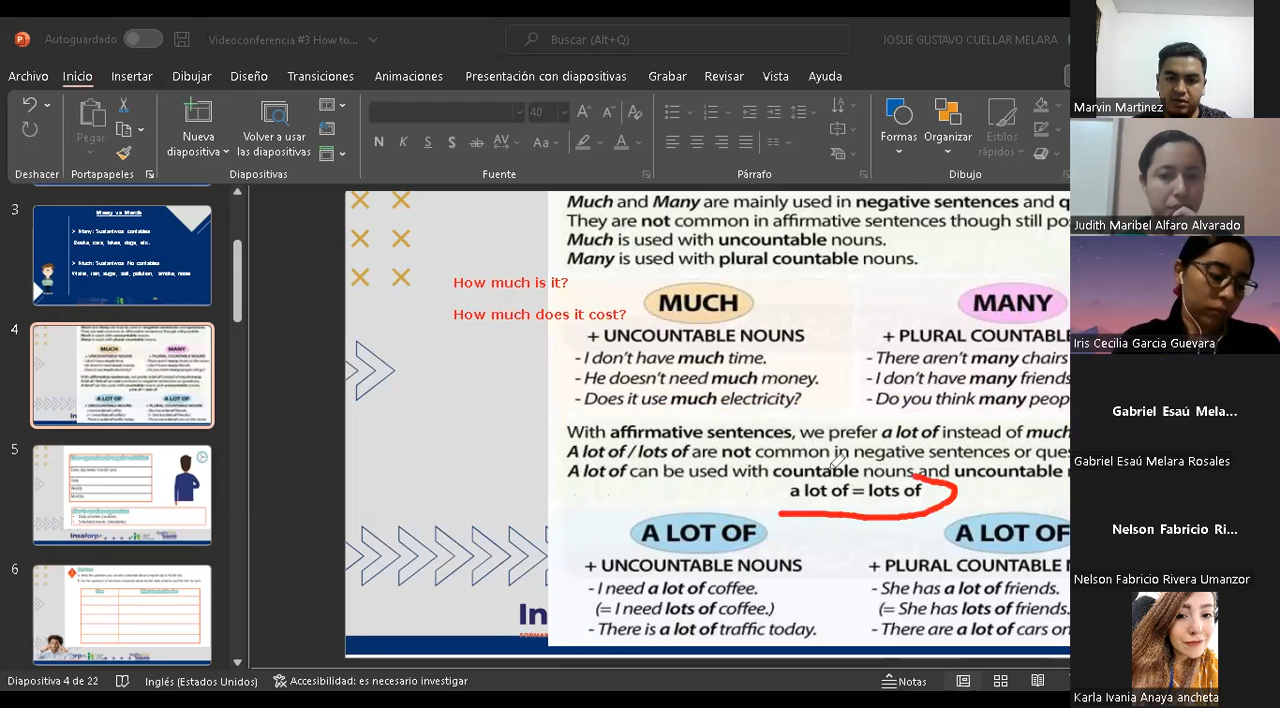 Autoguardado
Videoconferencia #3 How to...
Buscar (Alt+Q)
JOSUE GUSTAVO CUELLAR MELARA
Archivo Inicio Insertar Dibujar Diseño Transiciones Animaciones Presentación con diapositivas Grabar Revisar Vista Ayuda
Pegar
Nueva diapositiva
Volver a usar las diapositivas
40
N K S S ab AV Aa A
Formas
Organizar
Estilos rápidos
Deshacer Portapapeles Diapositivas Fuente Párrafo Dibujo
3
Many vs Much
4
5
6
Much and Many are mainly used in negative sentences and
They are not common in affirmative sentences though still
Much is used with uncountable nouns.
Many is used with plural countable nouns.
How much is it?
How much does it cost?
MUCH
+ UNCOUNTABLE NOUNS
- I don't have much time.
- He doesn't need much money.
- Does it use much electricity?
MANY
+ PLURAL COUNTABLE
- There aren't
- I don't have many friends
- Do you think many
With affirmative sentences, we prefer a lot of instead of much
A lot of / lots of are not common in negative sentences or
A lot of can be used with countable nouns and uncountable
a lot of = lots of
A LOT OF
+ UNCOUNTABLE NOUNS
- I need a lot of coffee.
(= I need lots of coffee.)
- There is a lot of traffic today.
A LOT OF
+ PLURAL COUNTABLE
- She has a lot of friends.
(= She has lots of friends.
- There are a lot of cars on
In
Diapositiva 4 de 22
Inglés (Estados Unidos)
Accesibilidad: es necesario investigar
Notas
Marvin Martinez
Judith Maribel Alfaro Alvarado
Iris Cecilia Garcia Guevara
Gabriel Esaú Mela...
Gabriel Esaú Melara Rosales
Nelson Fabricio Ri...
Nelson Fabricio Rivera Umanzor
Karla Ivania Anaya ancheta